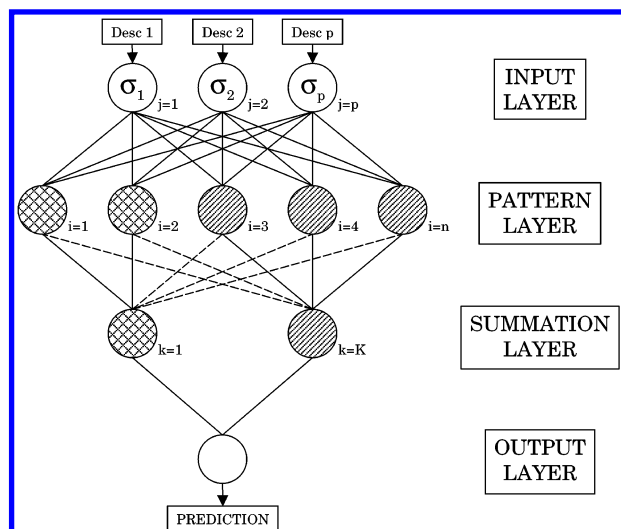 Desc 1 Desc 2 Desc p
σ1 σ2 σp
j=1 j=2 j=p
INPUT
LAYER
i=1 i=2 i=3 i=4 i=n
PATTERN
LAYER
k=1 k=K
SUMMATION
LAYER
OUTPUT
LAYER
PREDICTION